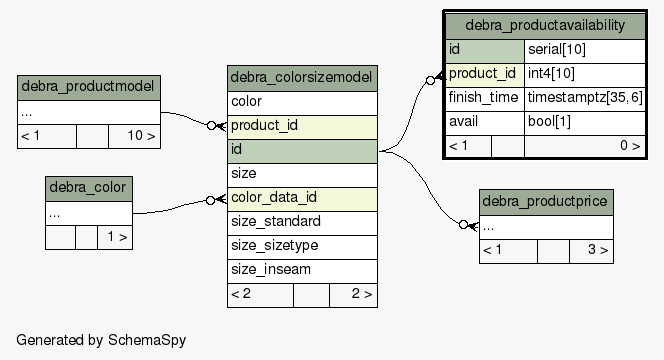 debra_productmodel
...
< 1 10 >
debra_color
...
1 >
debra_colorsizemodel
color
product_id
id
size
color_data_id
size_standard
size_sizetype
size_inseam
< 2 2 >
debra_productavailability
id serial[10]
product_id int4[10]
finish_time timestamptz[35,6]
avail bool[1]
< 1 0 >
debra_productprice
...
< 1 3 >
Generated by SchemaSpy